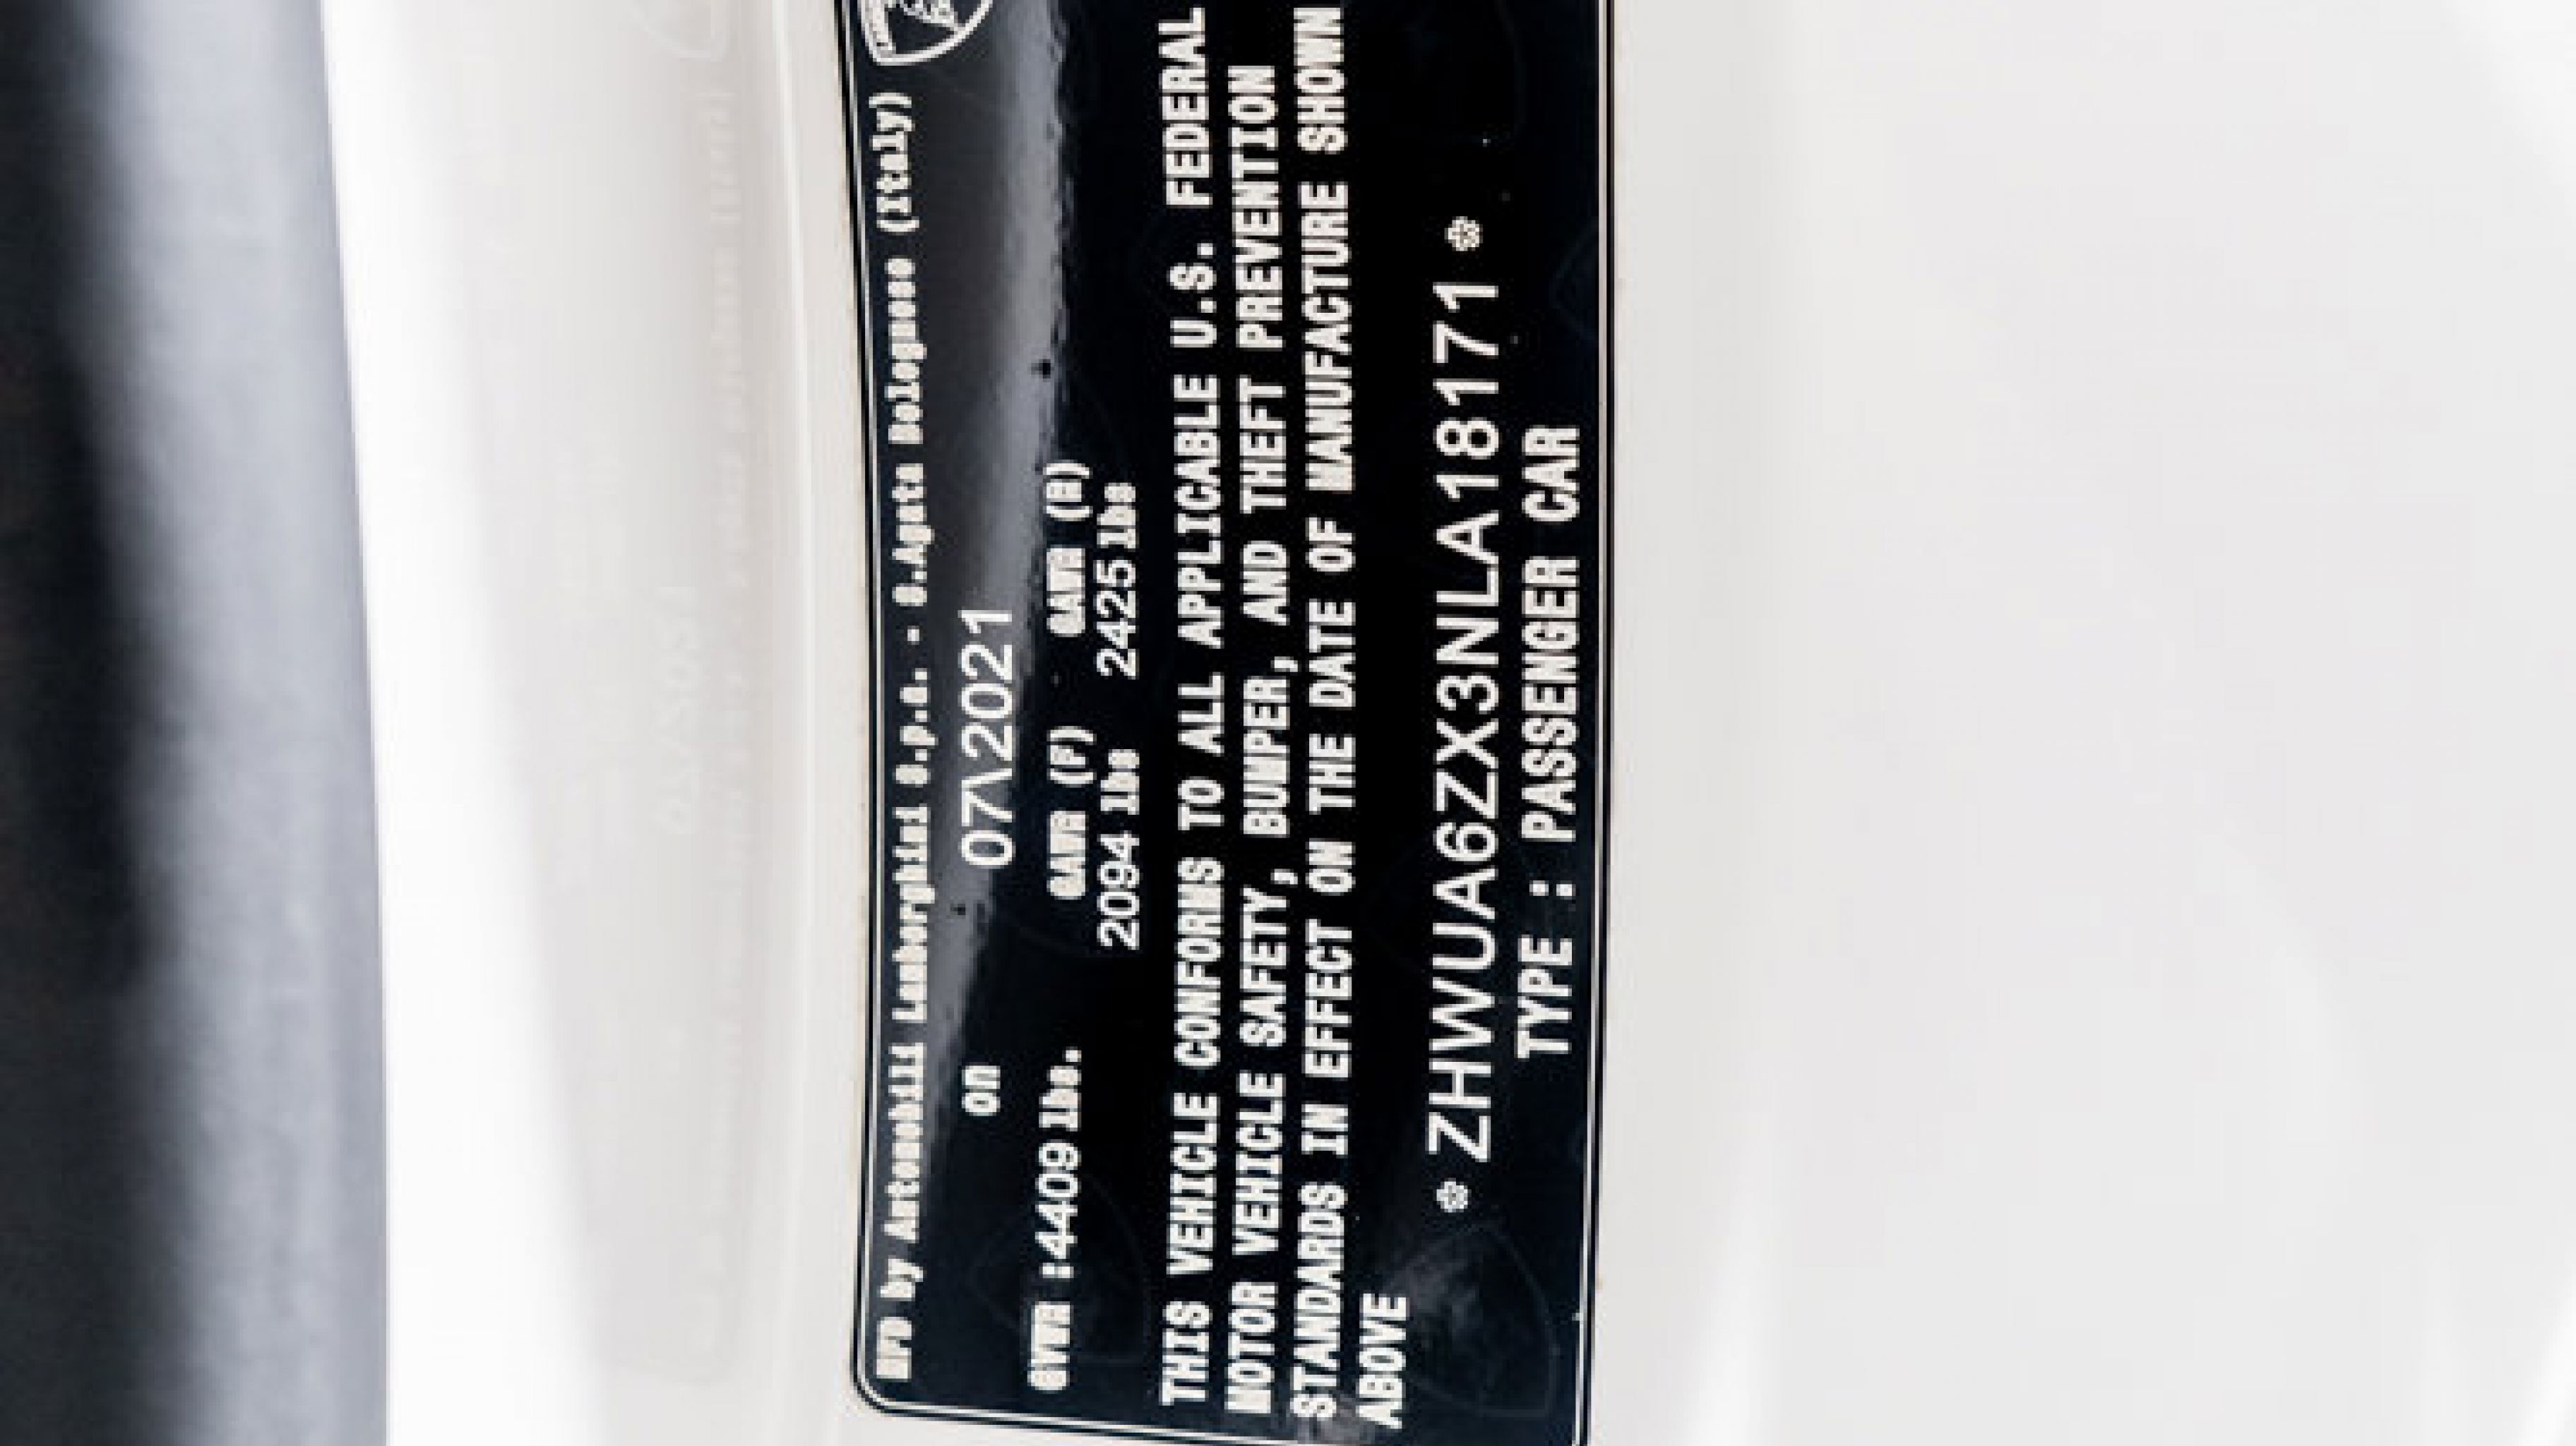 MFD by Automobili Lamborghini S.p.A. - S.Agata Bolognese (Italy)
on 07\2021
GVWR :4409 lbs. GAWR (F) GAWR (B)
2094 lbs 2425 lbs
THIS VEHICLE CONFORMS TO ALL APPLICABLE U.S. FEDERAL
MOTOR VEHICLE SAFETY, BUMPER, AND THEFT PREVENTION
STANDARDS IN EFFECT ON THE DATE OF MANUFACTURE SHOWN
ABOVE
* ZHWUA6ZX3NLA18171 *
TYPE : PASSENGER CAR